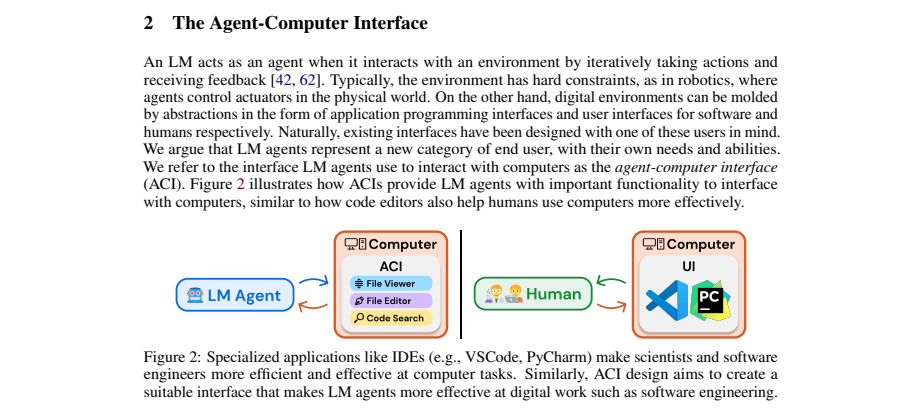 2 The Agent-Computer Interface
An LM acts as an agent when it interacts with an environment by iteratively taking actions and
receiving feedback [42, 62]. Typically, the environment has hard constraints, as in robotics, where
agents control actuators in the physical world. On the other hand, digital environments can be molded
by abstractions in the form of application programming interfaces and user interfaces for software and
humans respectively. Naturally, existing interfaces have been designed with one of these users in mind.
We argue that LM agents represent a new category of end user, with their own needs and abilities.
We refer to the interface LM agents use to interact with computers as the agent-computer interface
(ACI). Figure 2 illustrates how ACIs provide LM agents with important functionality to interface
with computers, similar to how code editors also help humans use computers more effectively.
LM Agent
Computer
ACI
File Viewer
File Editor
Code Search
Human
Computer
UI
PC
Figure 2: Specialized applications like IDEs (e.g., VSCode, PyCharm) make scientists and software
engineers more efficient and effective at computer tasks. Similarly, ACI design aims to create a
suitable interface that makes LM agents more effective at digital work such as software engineering.